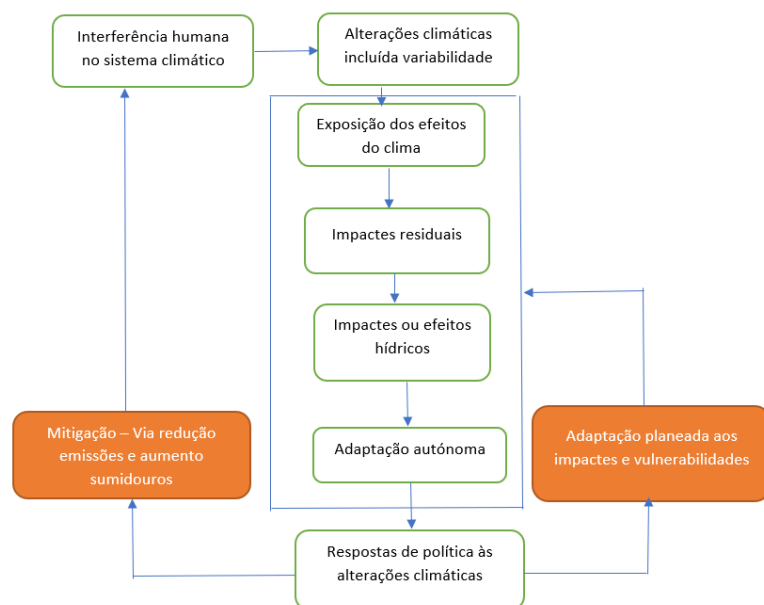 Interferência humana
no sistema climático
Alterações climáticas
incluída variabilidade
Exposição dos efeitos
do clima
Impactes residuais
Impactes ou efeitos
hídricos
Adaptação autónoma
Mitigação – Via redução
emissões e aumento
sumidouros
Adaptação planeada aos
impactes e vulnerabilidades
Respostas de política às
alterações climáticas